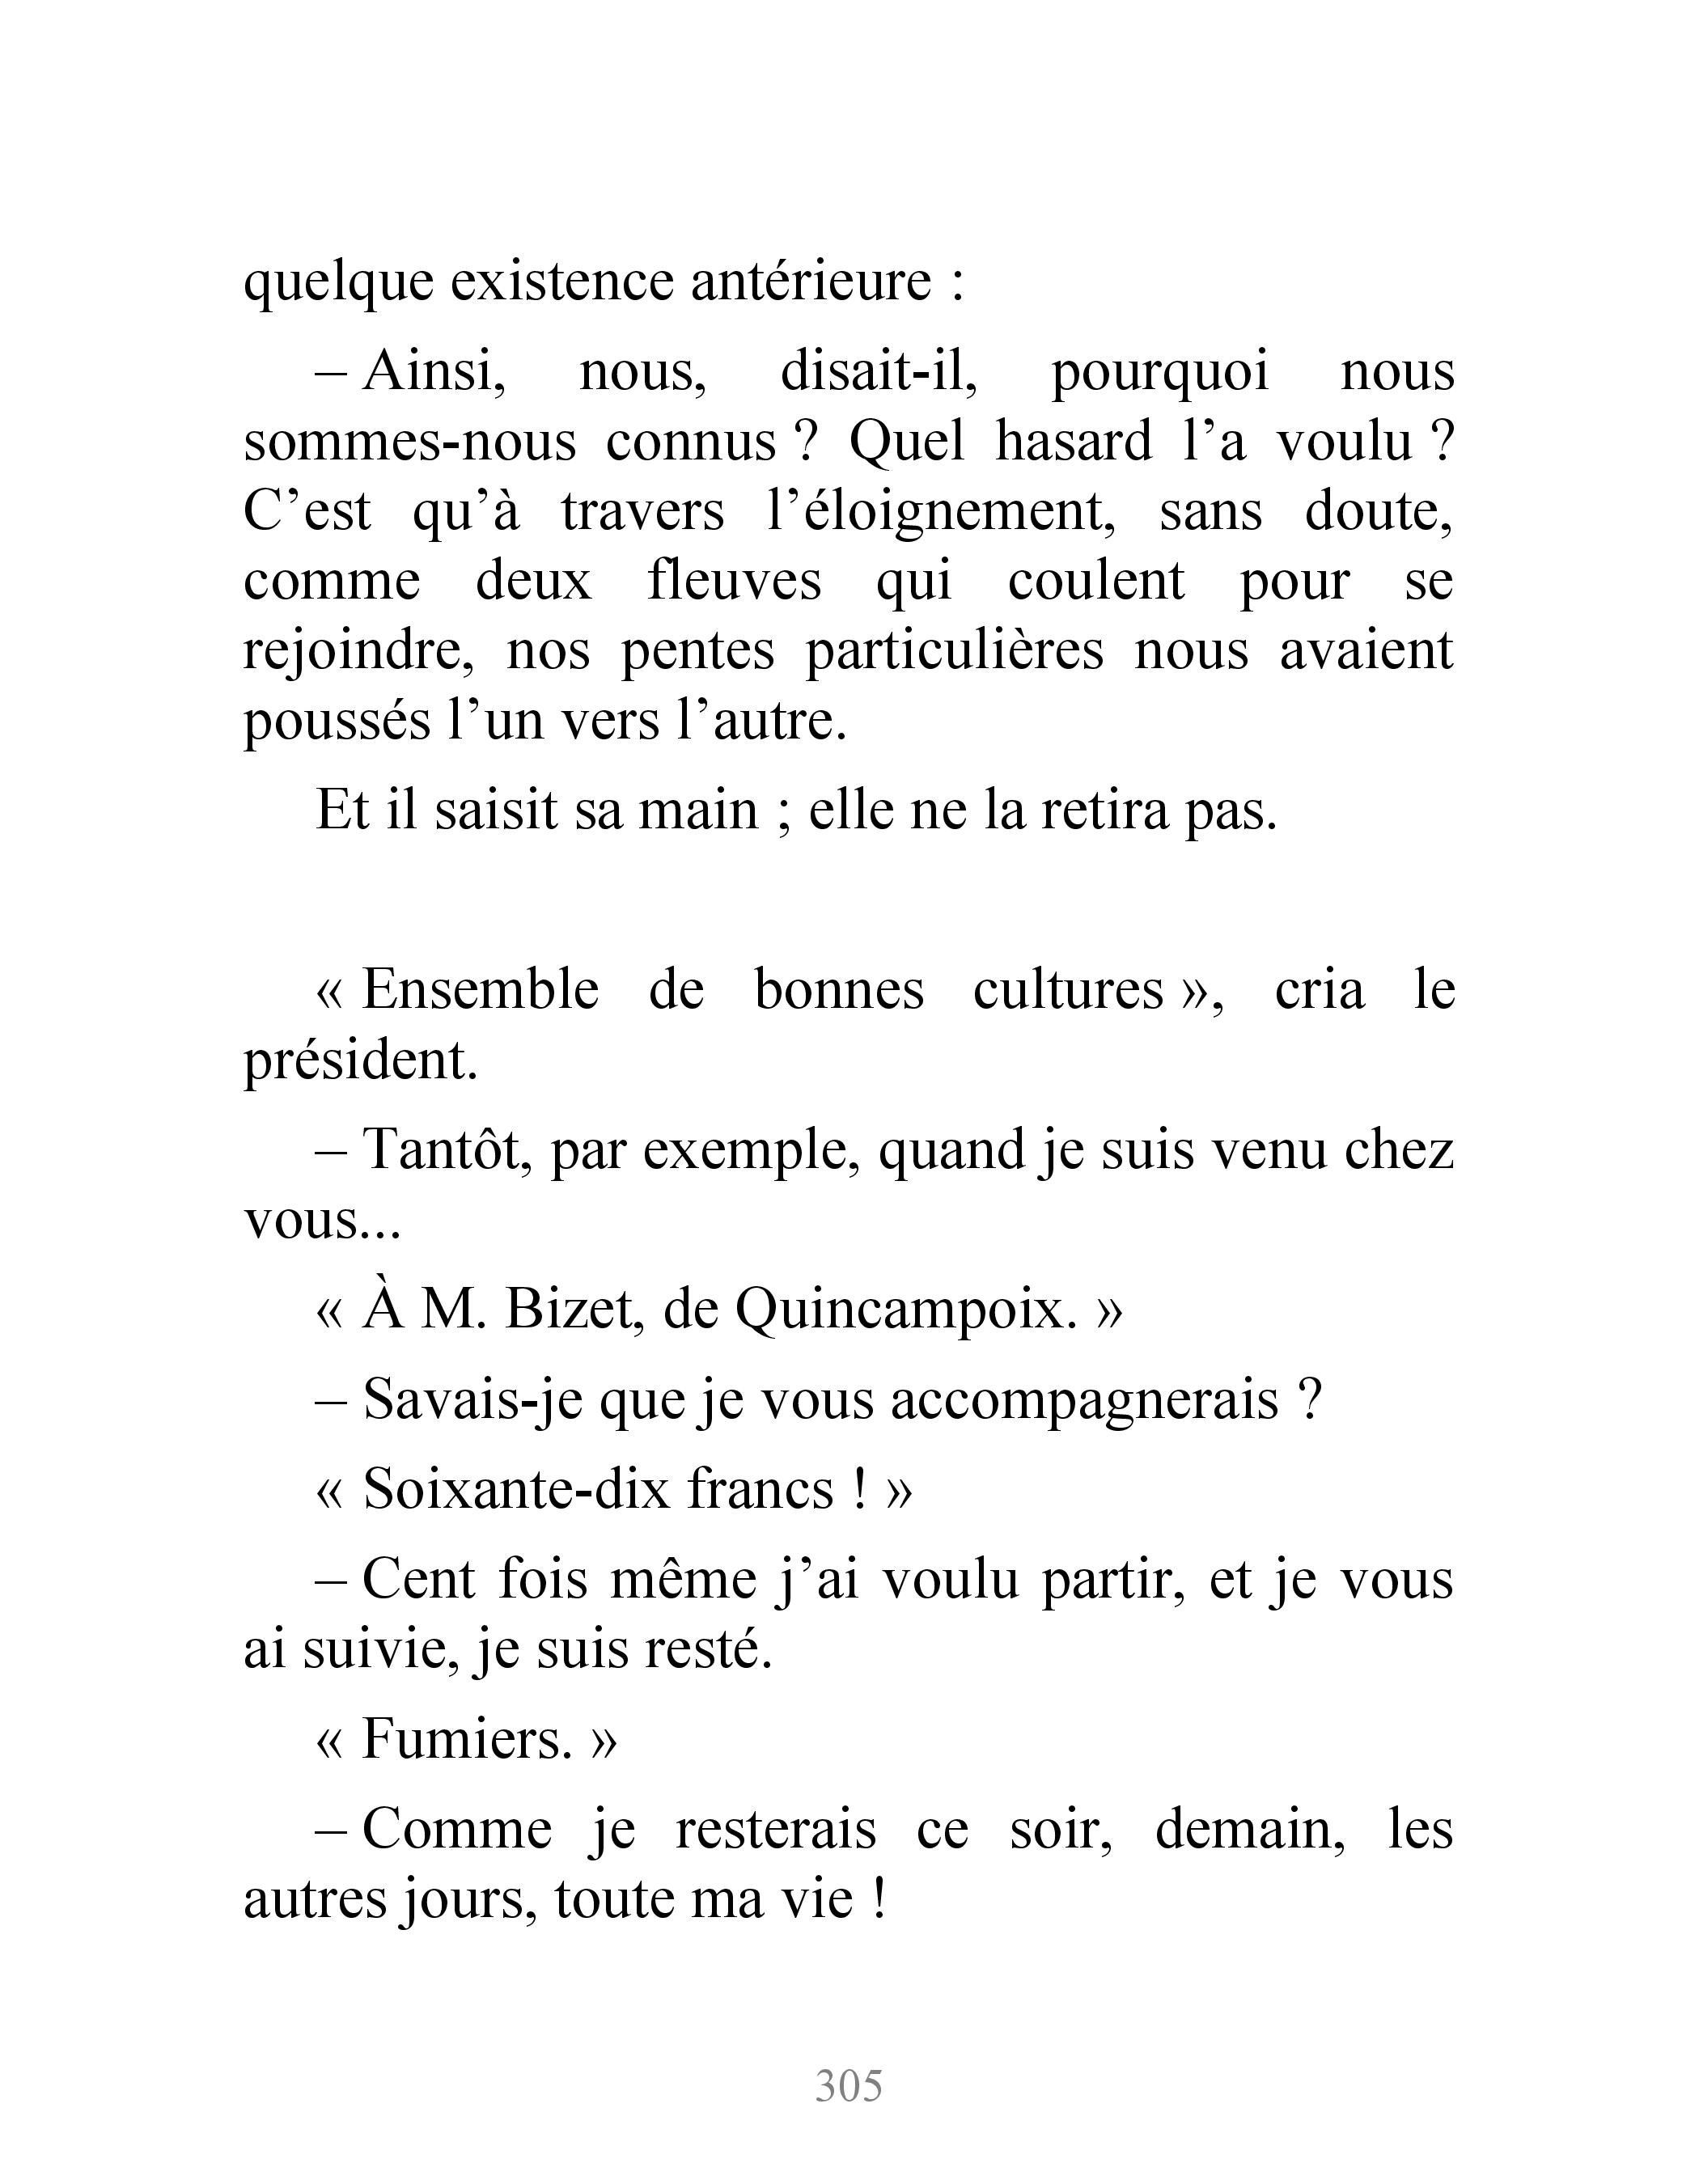 quelque existence antérieure :
– Ainsi, nous, disait-il, pourquoi nous
sommes-nous connus ? Quel hasard l’a voulu ?
C’est qu’à travers l’éloignement, sans doute,
comme deux fleuves qui coulent pour se
rejoindre, nos pentes particulières nous avaient
poussés l’un vers l’autre.
Et il saisit sa main ; elle ne la retira pas.
« Ensemble de bonnes cultures », cria le
président.
– Tantôt, par exemple, quand je suis venu chez
vous...
« À M. Bizet, de Quincampoix. »
– Savais-je que je vous accompagnerais ?
« Soixante-dix francs ! »
– Cent fois même j’ai voulu partir, et je vous
ai suivie, je suis resté.
« Fumiers. »
– Comme je resterais ce soir, demain, les
autres jours, toute ma vie !
305